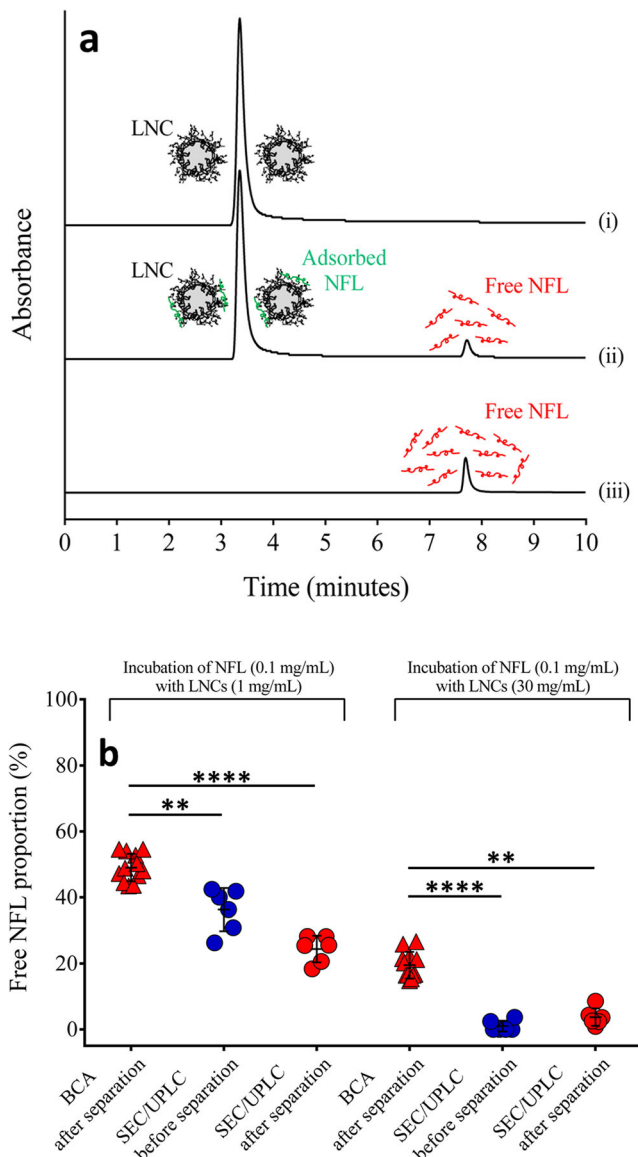 a
LNC
(i)
LNC
Adsorbed
NFL
Free NFL
(ii)
Free NFL
(iii)
Absorbance
0 1 2 3 4 5 6 7 8 9 10
Time (minutes)
Incubation of NFL (0.1 mg/mL)
with LNCs (1 mg/mL)
Incubation of NFL (0.1 mg/mL)
with LNCs (30 mg/mL)
b
Free NFL proportion (%)
100
80
60
40
20
0
****
**
**
****
BCA
after separation
SEC/UPLC
before separation
SEC/UPLC
after separation
BCA
after separation
SEC/UPLC
before separation
SEC/UPLC
after separation